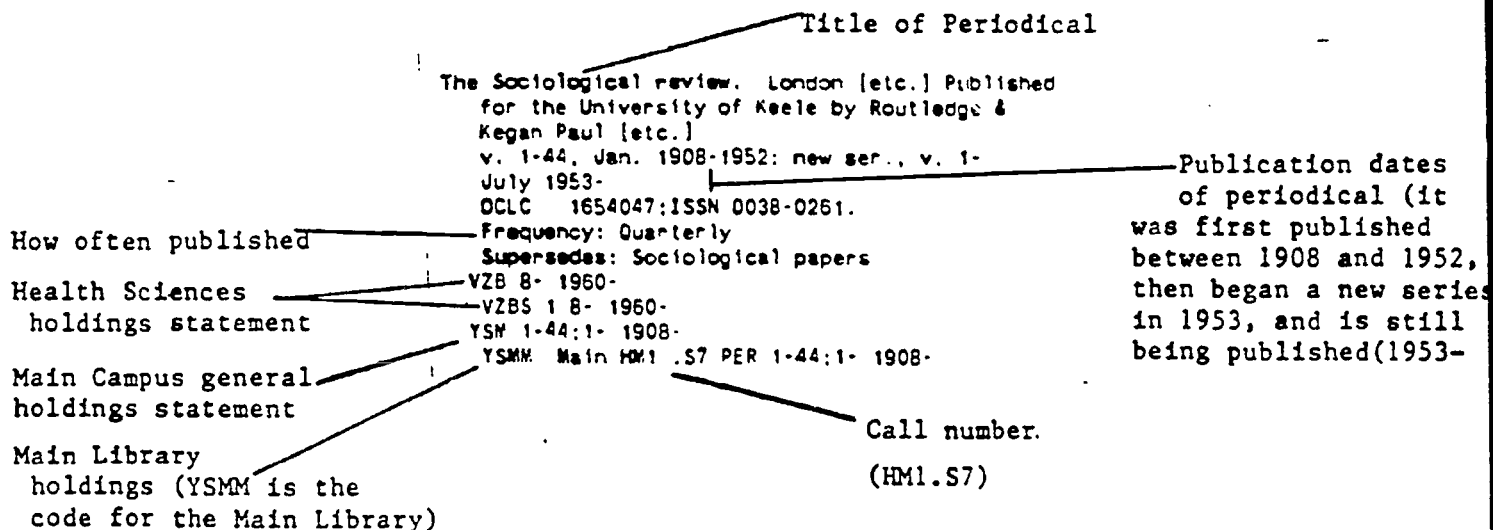 Title of Periodical
The Sociological review. London [etc.] Published
for the University of Keele by Routledge &
Kegan Paul [etc.]
v. 1-44, Jan. 1908-1952; new ser., v. 1-
July 1953-
OCLC 1654047;ISSN 0038-0261.
Frequency: Quarterly
Supersedes: Sociological papers
VZB 8- 1960-
VZBS 1 8- 1960-
YSM 1-44;1- 1908-
YSMM Main HM1 .S7 PER 1-44;1- 1908-
How often published
Health Sciences
holdings statement
Main Campus general
holdings statement
Main Library
holdings (YSMM is the
code for the Main Library)
Publication dates
of periodical (it
was first published
between 1908 and 1952,
then began a new series
in 1953, and is still
being published(1953-
Call number.
(HM1.S7)